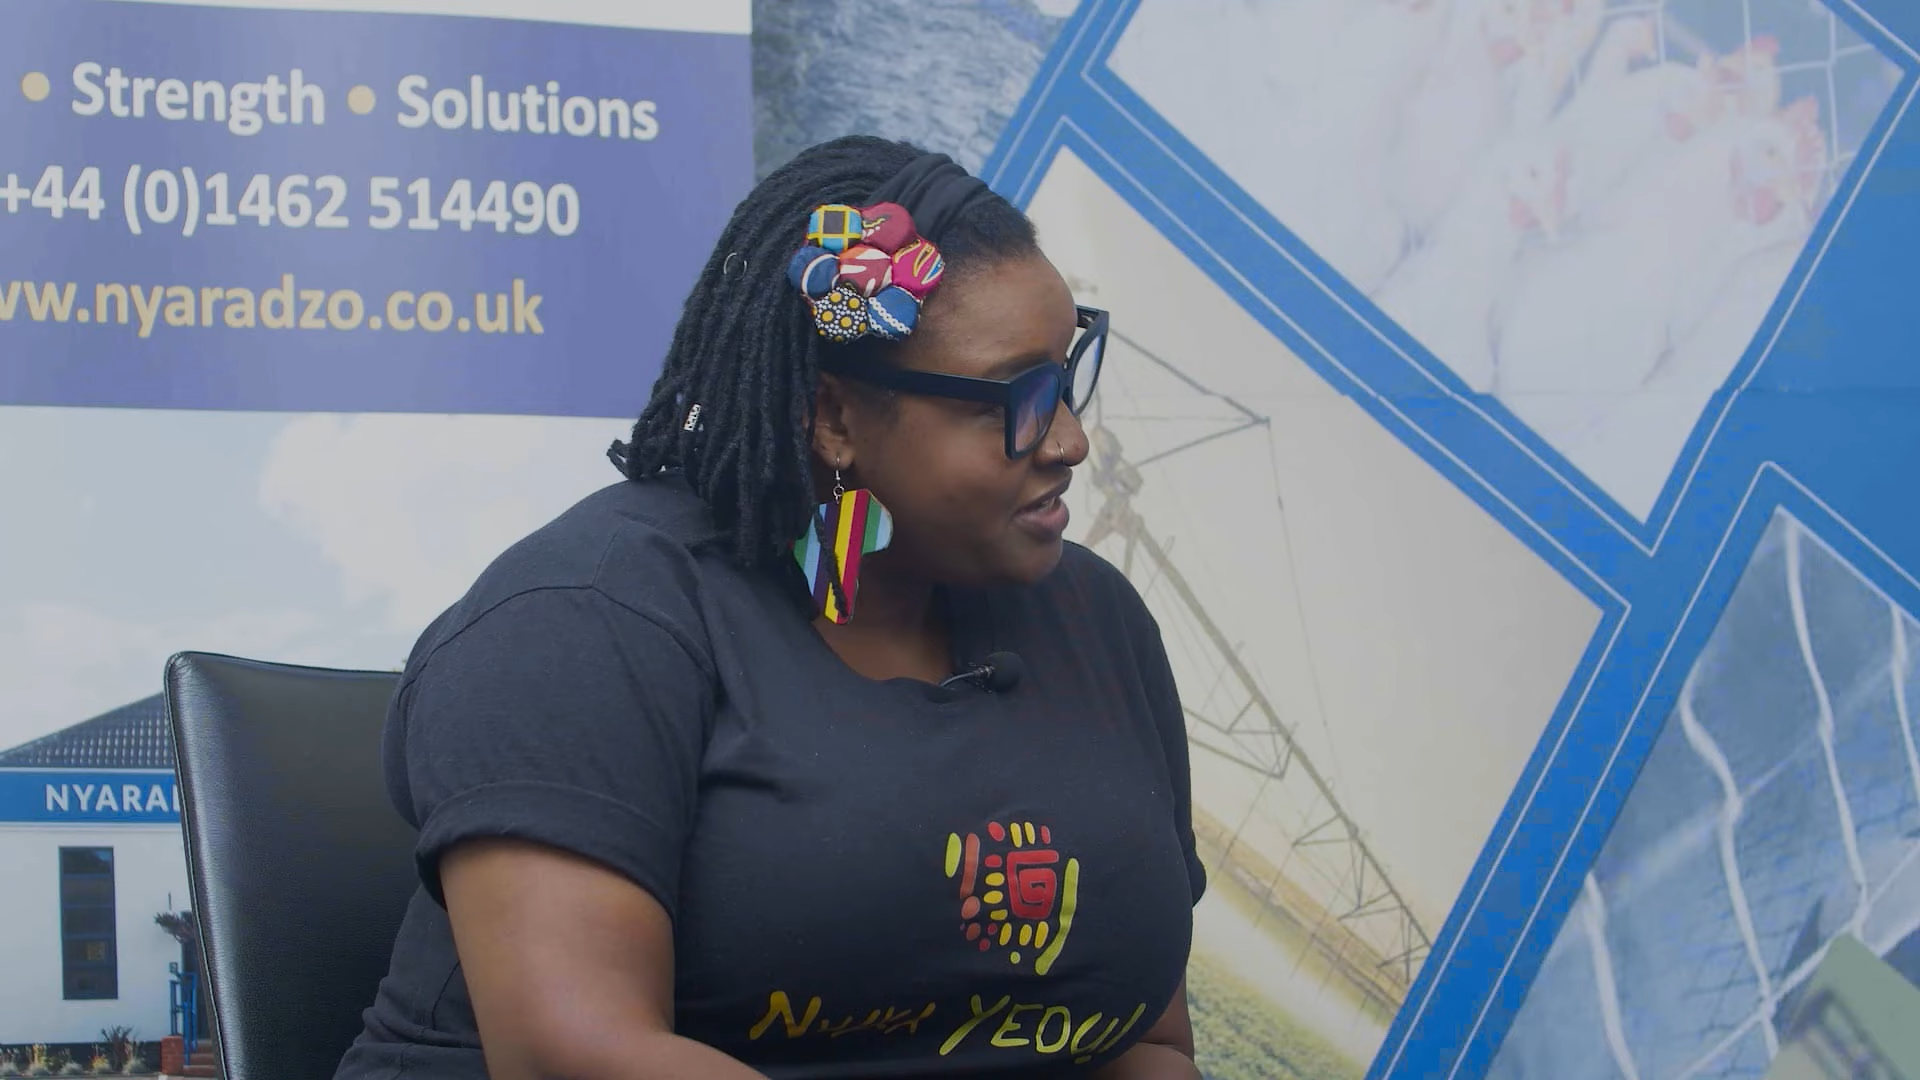 • Strength • Solutions
+44 (0)1462 514490
ww.nyaradzo.co.uk
NYARA
YEDU